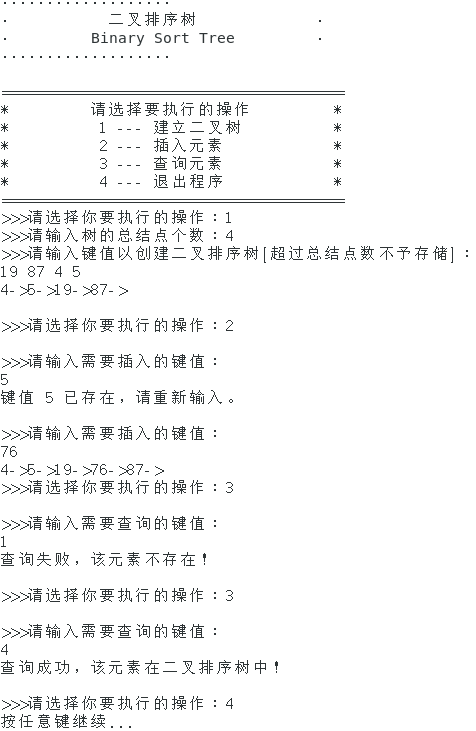 ...................
. 二叉排序树 .
. Binary Sort Tree .
...................
======================================
* 请选择要执行的操作 *
* 1 --- 建立二叉树 *
* 2 --- 插入元素 *
* 3 --- 查询元素 *
* 4 --- 退出程序 *
======================================
>>>请选择你要执行的操作：1
>>>请输入树的总结点个数：4
>>>请输入键值以创建二叉排序树[超过总结点数不予存储]：
19 87 4 5
4->5->19->87->
>>>请选择你要执行的操作：2
>>>请输入需要插入的键值：
5
键值 5 已存在，请重新输入。
>>>请输入需要插入的键值：
76
4->5->19->76->87->
>>>请选择你要执行的操作：3
>>>请输入需要查询的键值：
1
查询失败，该元素不存在！
>>>请选择你要执行的操作：3
>>>请输入需要查询的键值：
4
查询成功，该元素在二叉排序树中！
>>>请选择你要执行的操作：4
按任意键继续...